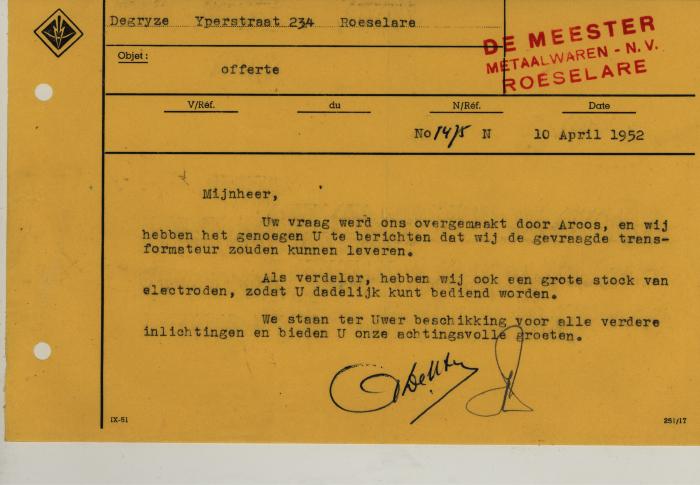 Degryze Yperstraat 234 Roeselare
DE MEESTER
METAALWAREN - N.V.
ROESELARE
Objet :
offerte
V/Réf. du N/Réf. Date
No 1475 N 10 April 1952
Mijnheer,
Uw vraag werd ons overgemaakt door Arcos, en wij
hebben het genoegen U te berichten dat wij de gevraagde trans-
formateur zouden kunnen leveren.
Als verdeler, hebben wij ook een grote stock van
electroden, zodat U dadelijk kunt bediend worden.
We staan ter Uwer beschikking voor alle verdere
inlichtingen en bieden U onze achtingsvolle groeten.
IX-51 251/17